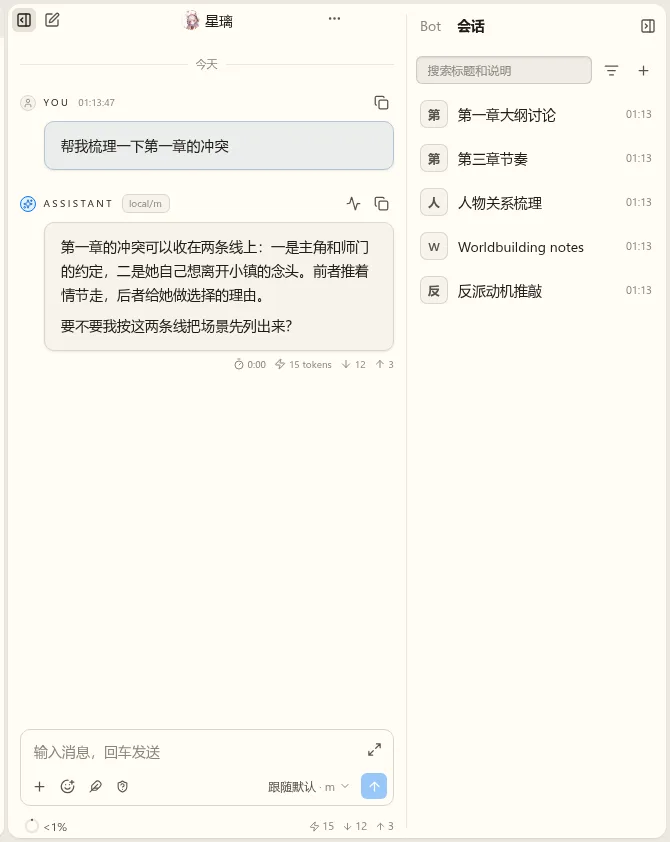 星璃
今天
YOU 01:13:47
帮我梳理一下第一章的冲突
ASSISTANT local/m
第一章的冲突可以收在两条线上：一是主角和师门
的约定，二是她自己想离开小镇的念头。前者推着
情节走，后者给她做选择的理由。
要不要我按这两条线把场景先列出来？
0:00 15 tokens 12 3
输入消息，回车发送
跟随默认 · m
<1% 15 12 3
Bot 会话
搜索标题和说明
第 第一章大纲讨论 01:13
第 第三章节奏 01:13
人 人物关系梳理 01:13
W Worldbuilding notes 01:13
反 反派动机推敲 01:13